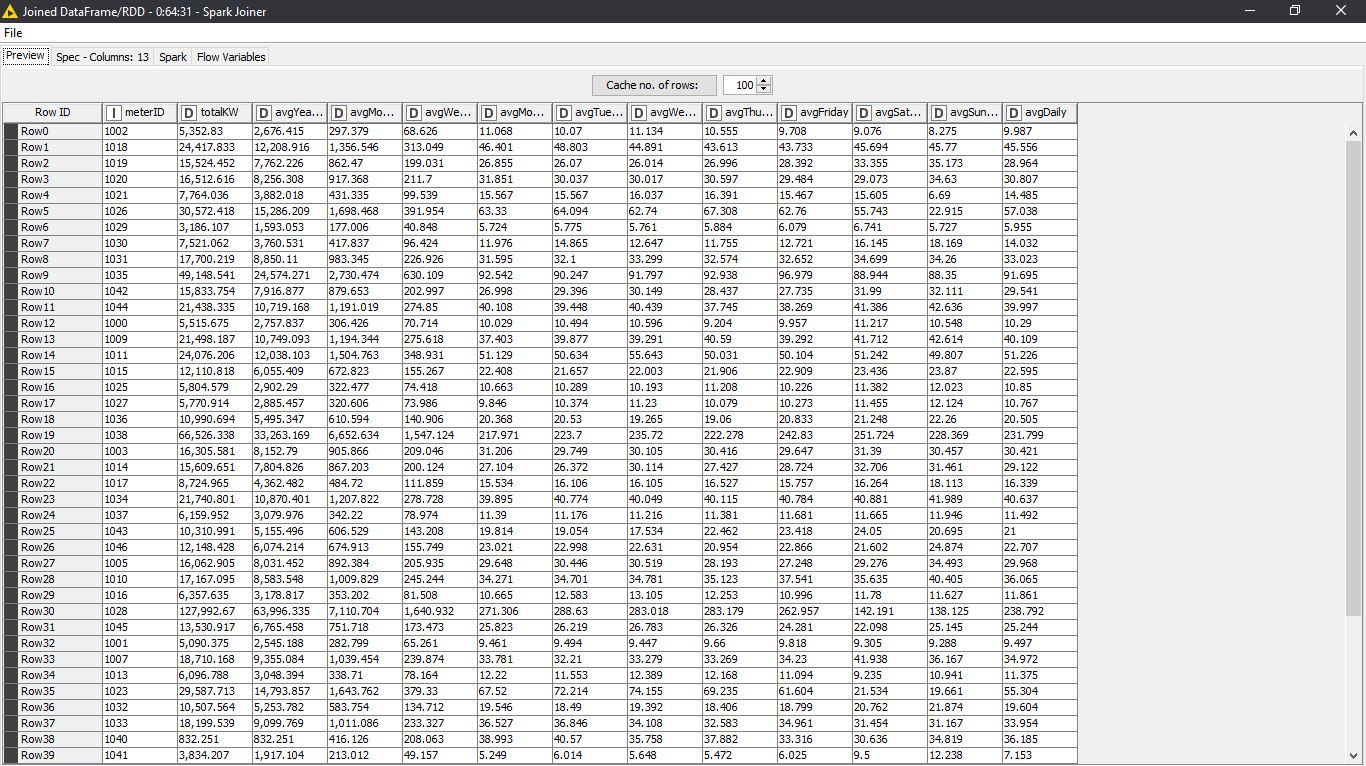 Joined DataFrame/RDD - 0:64:31 - Spark Joiner
File
Preview Spec - Columns: 13 Spark Flow Variables
Cache no. of rows: 100
Row ID I meterID D totalKW D avgYea... D avgMo... D avgWe... D avgMo... D avgTue... D avgWe... D avgThu... D avgFriday D avgSat... D avgSun... D avgDaily
Row0 1002 5,352.83 2,676.415 297.379 68.626 11.068 10.07 11.134 10.555 9.708 9.076 8.275 9.987
Row1 1018 24,417.833 12,208.916 1,356.546 313.049 46.401 48.803 44.891 43.613 43.733 45.694 45.77 45.556
Row2 1019 15,524.452 7,762.226 862.47 199.031 26.855 26.07 26.014 26.996 28.392 33.355 35.173 28.964
Row3 1020 16,512.616 8,256.308 917.368 211.7 31.851 30.037 30.017 30.597 29.484 29.073 34.63 30.807
Row4 1021 7,764.036 3,882.018 431.335 99.539 15.567 15.567 16.037 16.391 15.467 15.605 6.69 14.485
Row5 1026 30,572.418 15,286.209 1,698.468 391.954 63.33 64.094 62.74 67.308 62.76 55.743 22.915 57.038
Row6 1029 3,186.107 1,593.053 177.006 40.848 5.724 5.775 5.761 5.884 6.079 6.741 5.727 5.955
Row7 1030 7,521.062 3,760.531 417.837 96.424 11.976 14.865 12.647 11.755 12.721 16.145 18.169 14.032
Row8 1031 17,700.219 8,850.11 983.345 226.926 31.595 32.1 33.299 32.574 32.652 34.699 34.26 33.023
Row9 1035 49,148.541 24,574.271 2,730.474 630.109 92.542 90.247 91.797 92.938 96.979 88.944 88.35 91.695
Row10 1042 15,833.754 7,916.877 879.653 202.997 26.998 29.396 30.149 28.437 27.735 31.99 32.111 29.541
Row11 1044 21,438.335 10,719.168 1,191.019 274.85 40.108 39.448 40.439 37.745 38.269 41.386 42.636 39.997
Row12 1000 5,515.675 2,757.837 306.426 70.714 10.029 10.494 10.596 9.204 9.957 11.217 10.548 10.29
Row13 1009 21,498.187 10,749.093 1,194.344 275.618 37.403 39.877 39.291 40.59 39.292 41.712 42.614 40.109
Row14 1011 24,076.206 12,038.103 1,504.763 348.931 51.129 50.634 55.643 50.031 50.104 51.242 49.807 51.226
Row15 1015 12,110.818 6,055.409 672.823 155.267 22.408 21.657 22.003 21.906 22.909 23.436 23.87 22.595
Row16 1025 5,804.579 2,902.29 322.477 74.418 10.663 10.289 10.193 11.208 10.226 11.382 12.023 10.85
Row17 1027 5,770.914 2,885.457 320.606 73.986 9.846 10.374 11.23 10.079 10.273 11.455 12.124 10.767
Row18 1036 10,990.694 5,495.347 610.594 140.906 20.368 20.53 19.265 19.06 20.833 21.248 22.26 20.505
Row19 1038 66,526.338 33,263.169 6,652.634 1,547.124 217.971 223.7 235.72 222.278 242.83 251.724 228.369 231.799
Row20 1003 16,305.581 8,152.79 905.866 209.046 31.206 29.749 30.105 30.416 29.647 31.39 30.457 30.421
Row21 1014 15,609.651 7,804.826 867.203 200.124 27.104 26.372 30.114 27.427 28.724 32.706 31.461 29.122
Row22 1017 8,724.965 4,362.482 484.72 111.859 15.534 16.106 16.105 16.527 15.757 16.264 18.113 16.339
Row23 1034 21,740.801 10,870.401 1,207.822 278.728 39.895 40.774 40.049 40.115 40.784 40.881 41.989 40.637
Row24 1037 6,159.952 3,079.976 342.22 78.974 11.39 11.176 11.216 11.381 11.681 11.665 11.946 11.492
Row25 1043 10,310.991 5,155.496 606.529 143.208 19.814 19.054 17.534 22.462 23.418 24.05 20.695 21
Row26 1046 12,148.428 6,074.214 674.913 155.749 23.021 22.998 22.631 20.954 22.866 21.602 24.874 22.707
Row27 1005 16,062.905 8,031.452 892.384 205.935 29.648 30.446 30.519 28.193 27.248 29.276 34.493 29.968
Row28 1010 17,167.095 8,583.548 1,009.829 245.244 34.271 34.701 34.781 35.123 37.541 35.635 40.405 36.065
Row29 1016 6,357.635 3,178.817 353.202 81.508 10.665 12.583 13.105 12.253 10.996 11.78 11.627 11.861
Row30 1028 127,992.67 63,996.335 7,110.704 1,640.932 271.306 288.63 283.018 283.179 262.957 142.191 138.125 238.792
Row31 1045 13,530.917 6,765.458 751.718 173.473 25.823 26.219 26.783 26.326 24.281 22.098 25.145 25.244
Row32 1001 5,090.375 2,545.188 282.799 65.261 9.461 9.494 9.447 9.66 9.818 9.305 9.288 9.497
Row33 1007 18,710.168 9,355.084 1,039.454 239.874 33.781 32.21 33.279 33.269 34.23 41.938 36.167 34.972
Row34 1013 6,096.788 3,048.394 338.71 78.164 12.22 11.553 12.389 12.168 11.094 9.235 10.941 11.375
Row35 1023 29,587.713 14,793.857 1,643.762 379.33 67.52 72.214 74.155 69.235 61.604 21.534 19.661 55.304
Row36 1032 10,507.564 5,253.782 583.754 134.712 19.546 18.49 19.392 18.406 18.799 20.762 21.874 19.604
Row37 1033 18,199.539 9,099.769 1,011.086 233.327 36.527 36.846 34.108 32.583 34.961 31.454 31.167 33.954
Row38 1040 832.251 832.251 416.126 208.063 38.993 40.57 35.758 37.882 33.316 30.636 34.819 36.185
Row39 1041 3,834.207 1,917.104 213.012 49.157 5.249 6.014 5.648 5.472 6.025 9.5 12.238 7.153